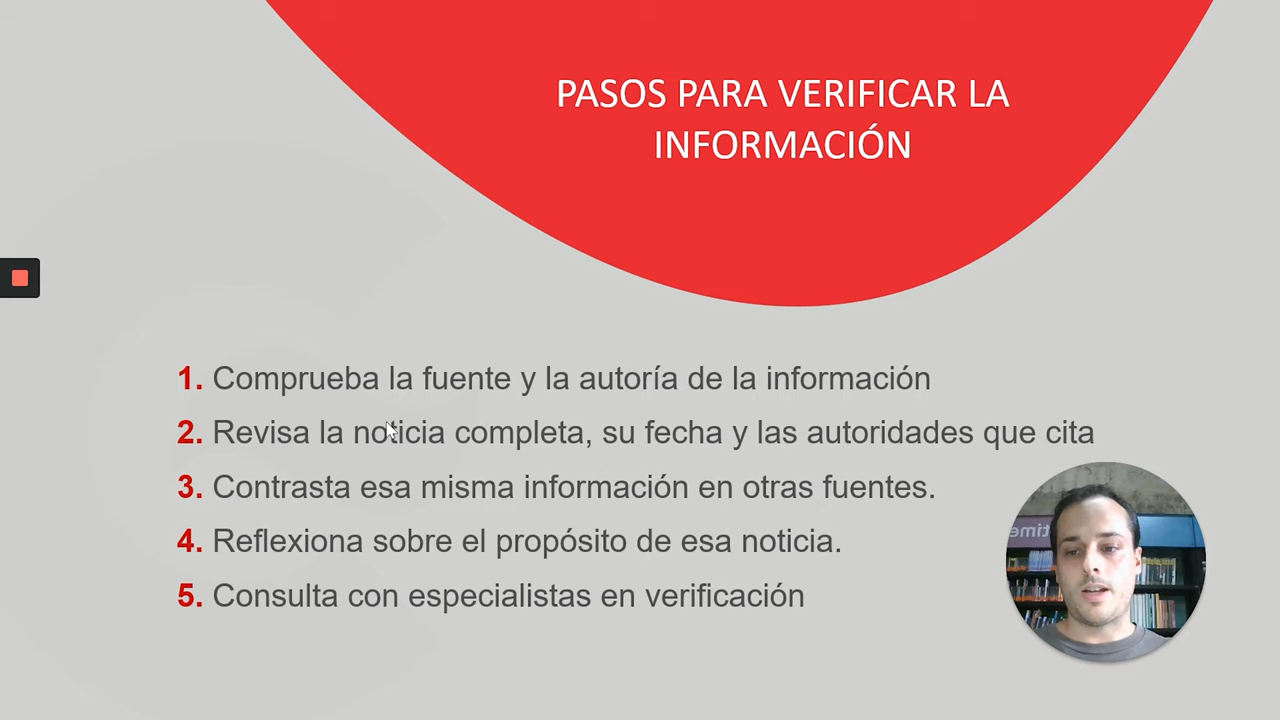 PASOS PARA VERIFICAR LA
INFORMACIÓN
1. Comprueba la fuente y la autoría de la información
2. Revisa la noticia completa, su fecha y las autoridades que cita
3. Contrasta esa misma información en otras fuentes.
4. Reflexiona sobre el propósito de esa noticia.
5. Consulta con especialistas en verificación